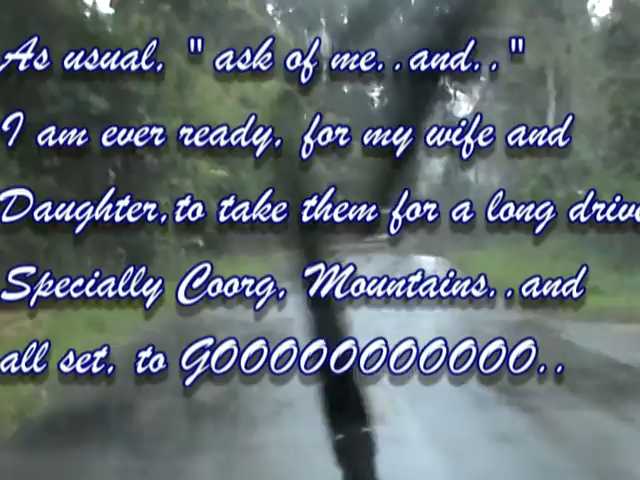 As usual, " ask of me..and.."
I am ever ready, for my wife and
Daughter,to take them for a long drive
Specially Coorg, Mountains..and
all set, to GOOOOOOOOOOO..